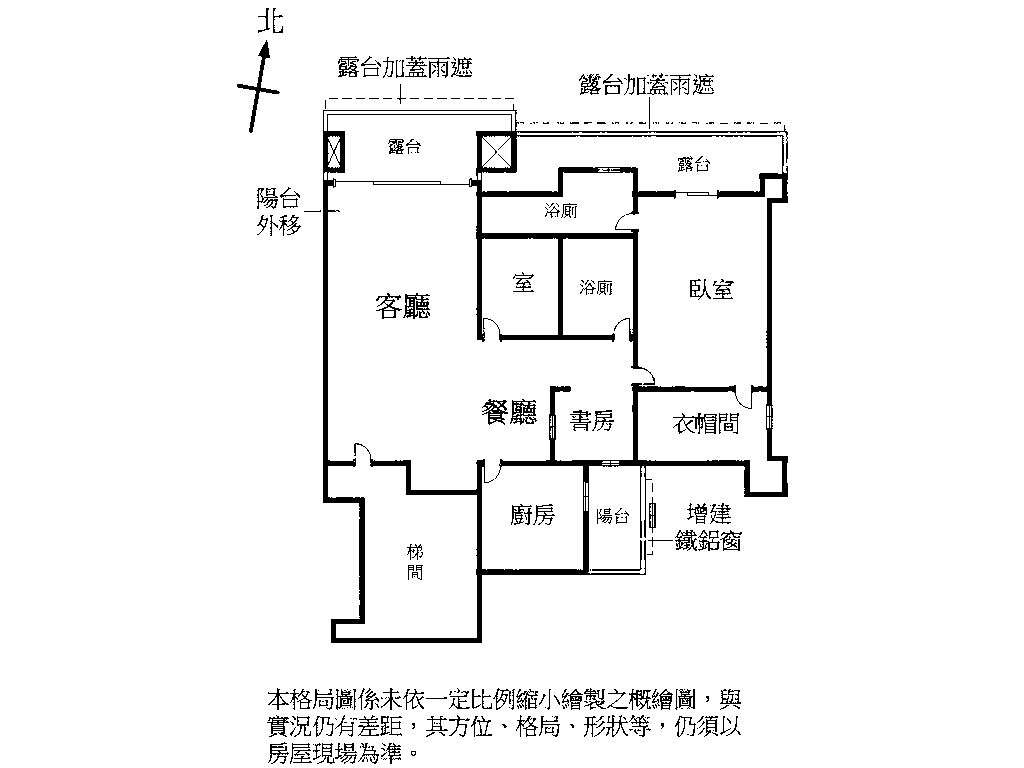 北
露台加蓋雨遮
露台加蓋雨遮
露台
露台
陽台
外移
浴廁
室
浴廁
臥室
客廳
餐廳
書房
衣帽間
廚房
陽台
增建
鐵鋁窗
梯
間
本格局圖係未依一定比例縮小繪製之概繪圖，與
實況仍有差距，其方位、格局、形狀等，仍須以
房屋現場為準。